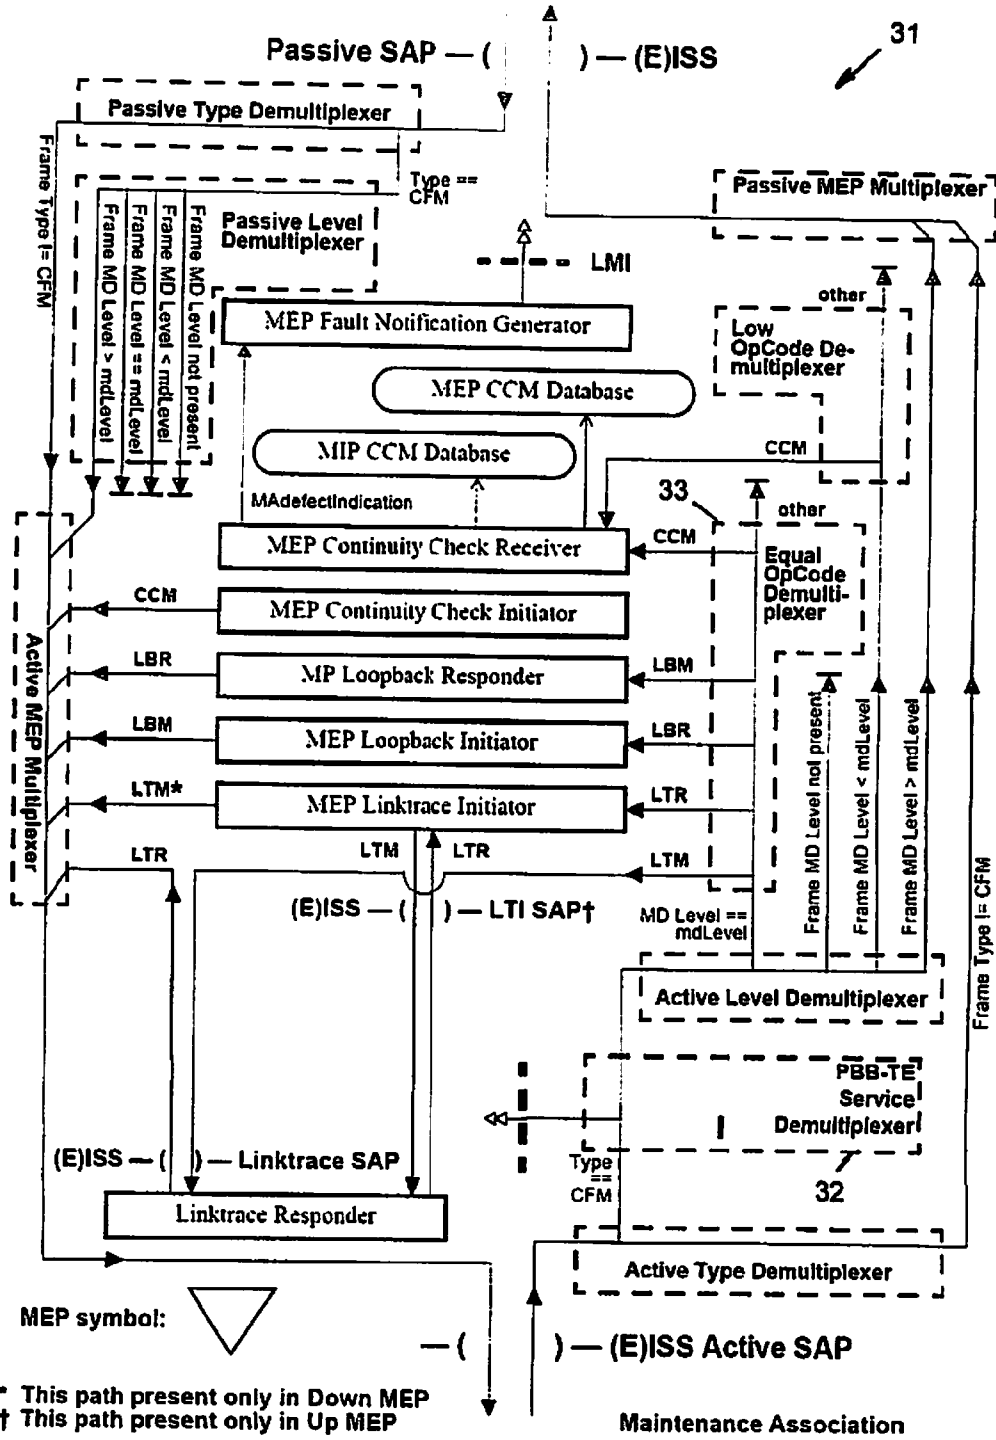 31
Passive SAP — ( ) — (E)ISS
Passive Type Demultiplexer
Frame Type != CFM
Type ==
CFM
Passive MEP Multiplexer
Passive Level
Demultiplexer
Frame MD Level > mdLevel
Frame MD Level == mdLevel
Frame MD Level < mdLevel
Frame MD Level not present
LMI
MEP Fault Notification Generator
other
Low
OpCode De-
multiplexer
MEP CCM Database
MIP CCM Database
CCM
33
MAdefectIndication
other
MEP Continuity Check Receiver
CCM
Equal
OpCode
Demulti-
plexer
CCM
MEP Continuity Check Initiator
Active MEP Multiplexer
LBR
MP Loopback Responder
LBM
LBM
MEP Loopback Initiator
LBR
LTM*
MEP Linktrace Initiator
LTR
LTR
LTM
LTR
LTM
Frame MD Level not present
Frame MD Level < mdLevel
Frame MD Level > mdLevel
Frame Type != CFM
(E)ISS — ( ) — LTI SAP†
MD Level ==
mdLevel
Active Level Demultiplexer
PBB-TE
Service
Demultiplexer
32
Type
==
CFM
(E)ISS — ( ) — Linktrace SAP
Linktrace Responder
Active Type Demultiplexer
MEP symbol:
— ( ) — (E)ISS Active SAP
* This path present only in Down MEP
† This path present only in Up MEP
Maintenance Association